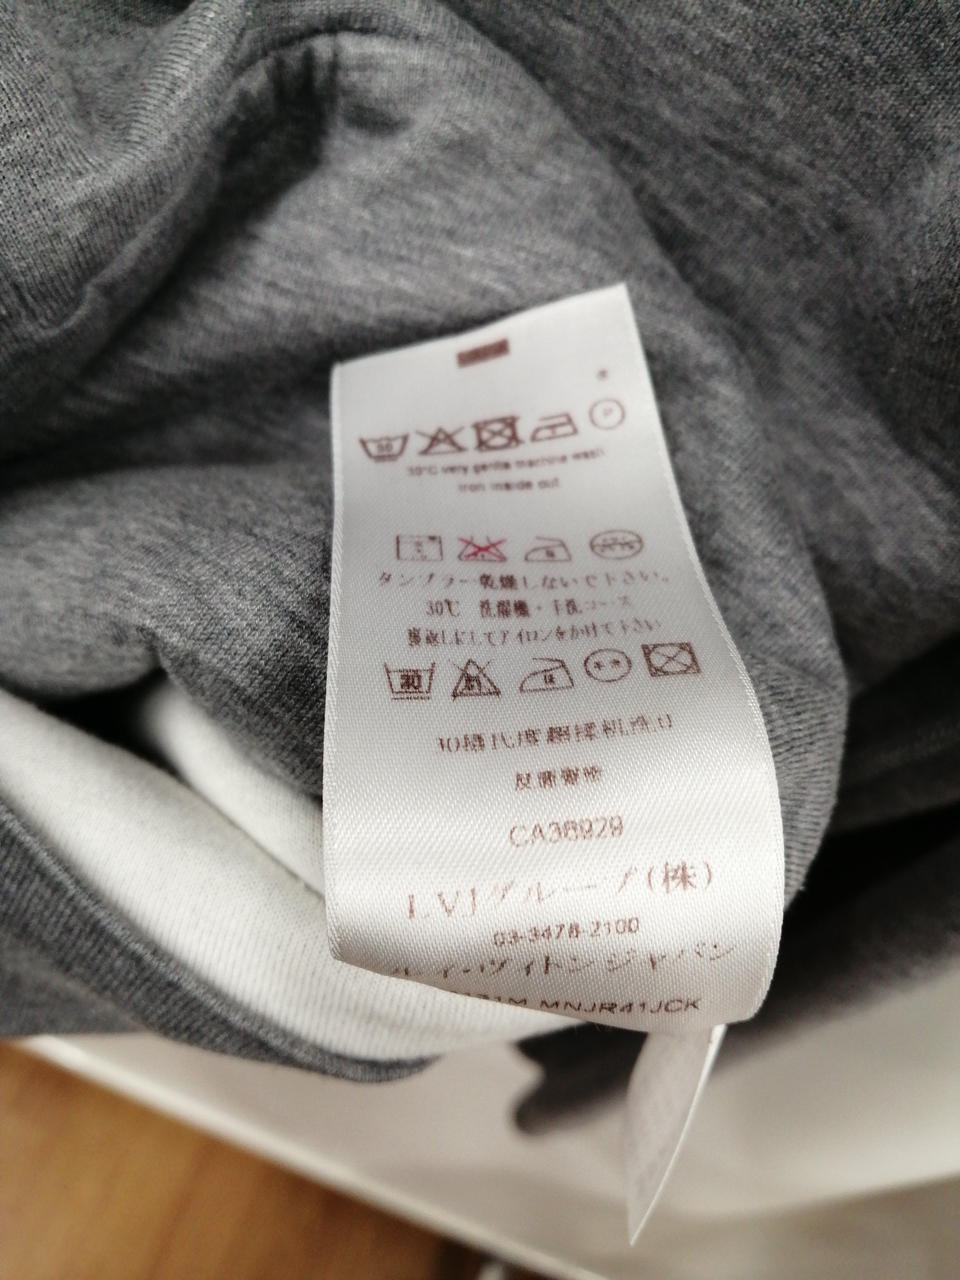 30
30°C very gentle machine wash
Iron inside out
タンブラー乾燥しないで下さい。
30℃ 洗濯機・手洗コース
裏返しにしてアイロンをかけて下さい
30
CA36929
LVJグループ(株)
03-3478-2100
ルイ・ヴィトン ジャパン
MNJR41JCK